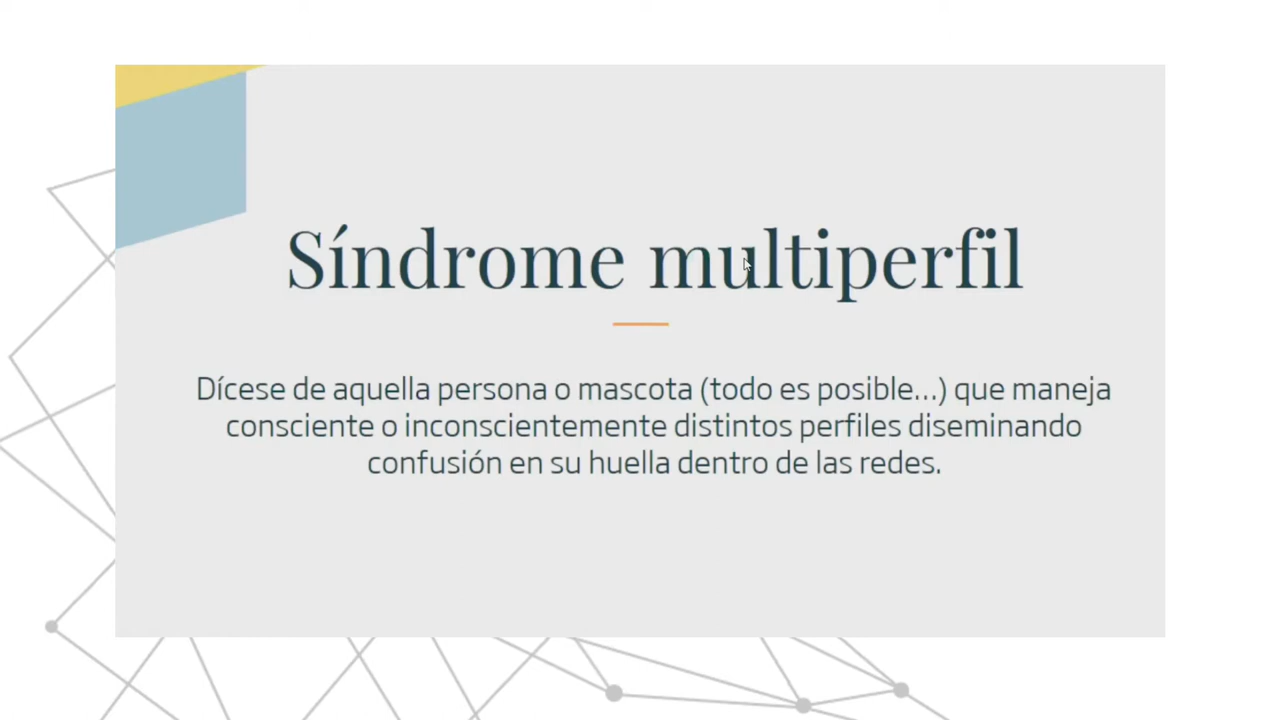 Síndrome multiperfil
Dícese de aquella persona o mascota (todo es posible...) que maneja
consciente o inconscientemente distintos perfiles diseminando
confusión en su huella dentro de las redes.